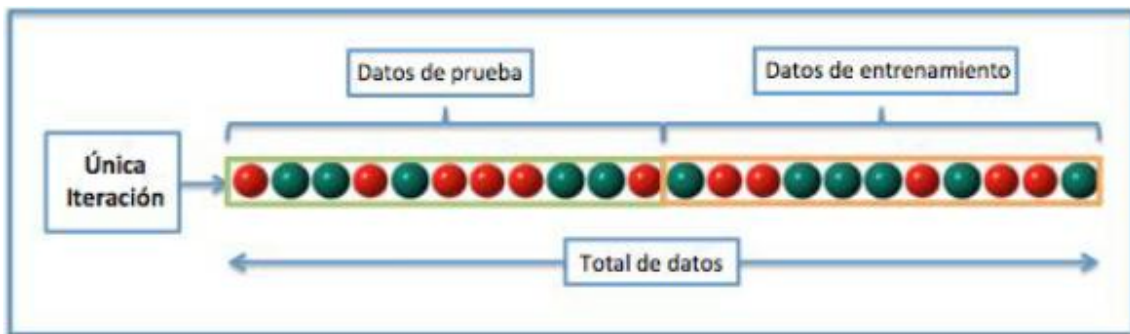 Datos de prueba
Datos de entrenamiento
Única
Iteración
Total de datos